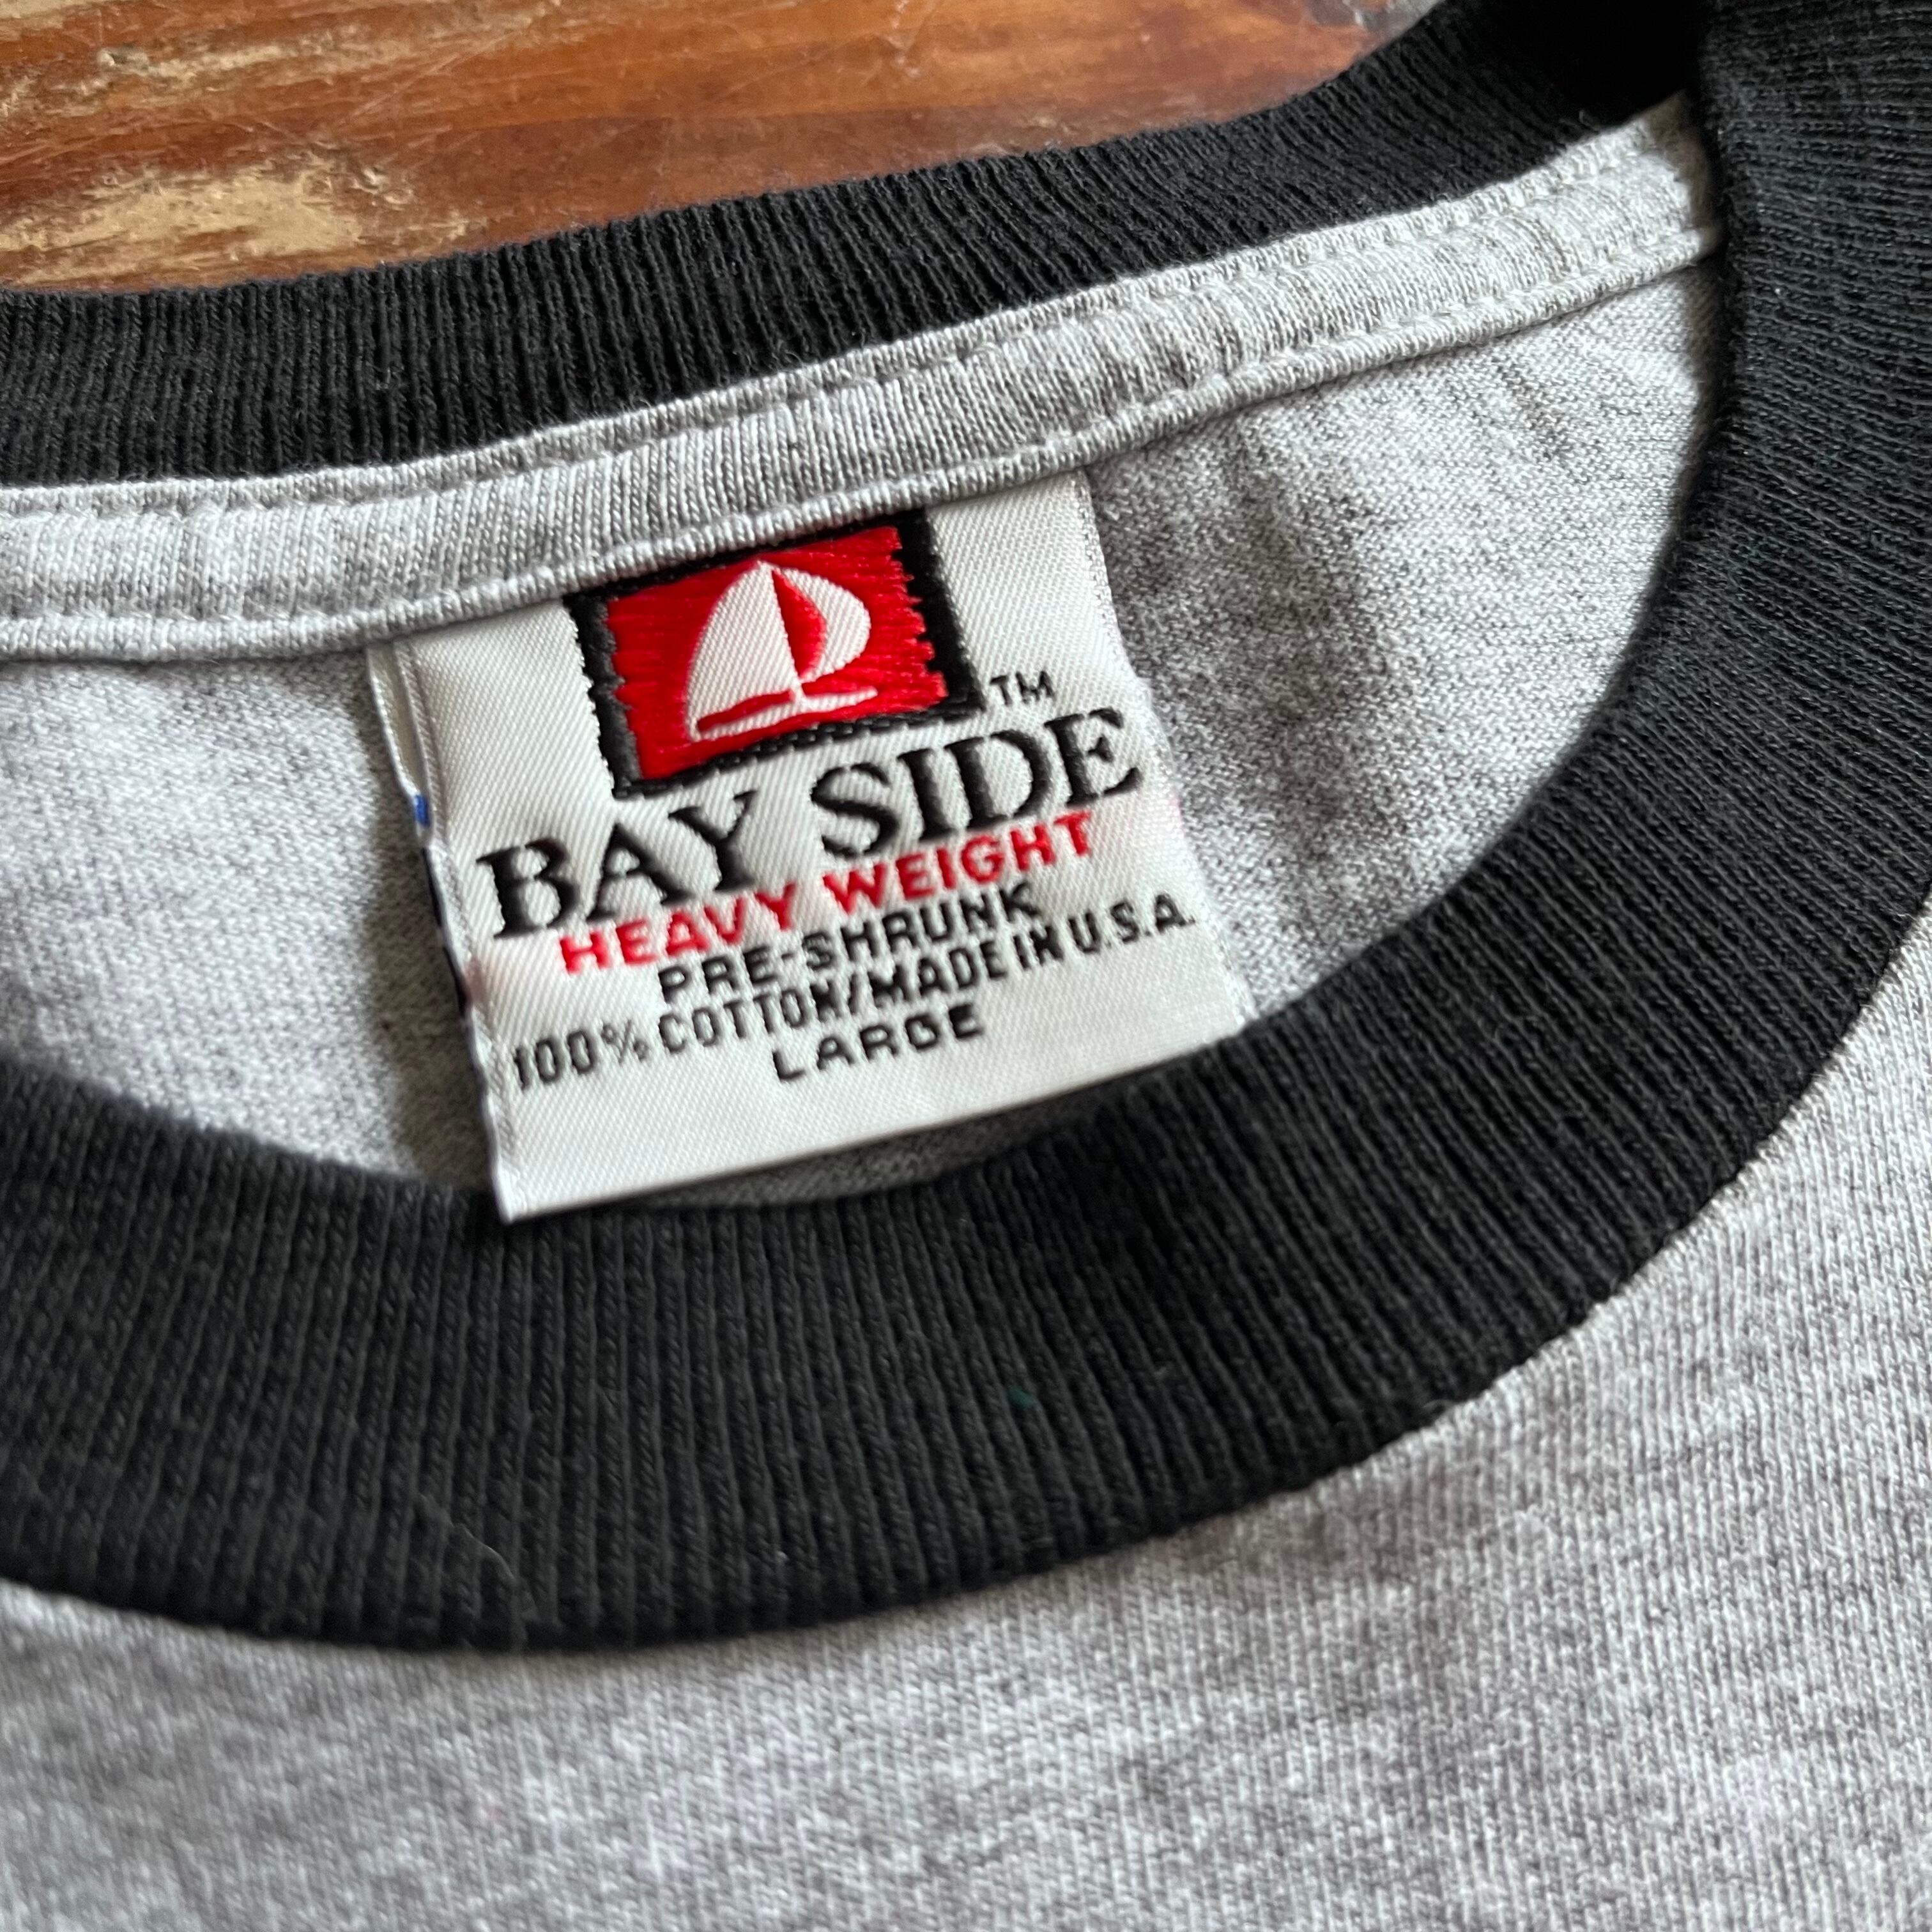 TM
BAY SIDE
HEAVY WEIGHT
PRE-SHRUNK
100% COTTON/MADE IN U.S.A.
LARGE